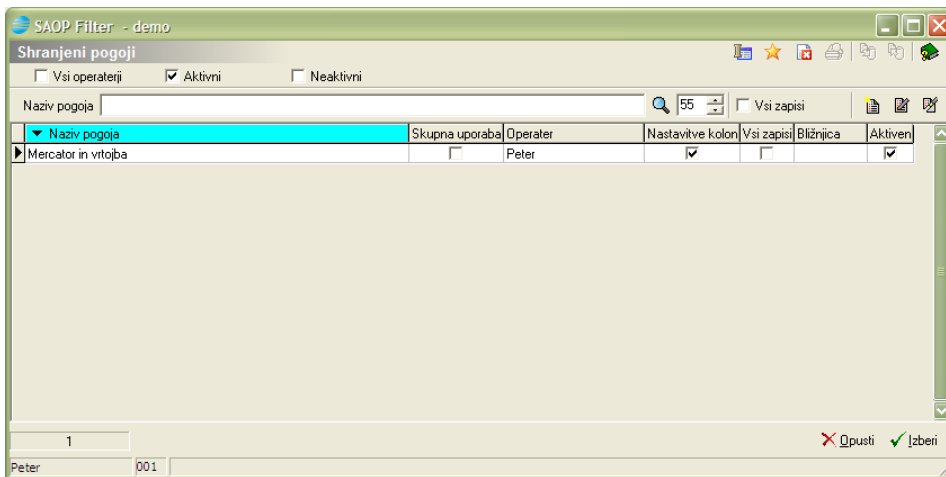 SAOP Filter - demo
Shranjeni pogoji
Vsi operaterji Aktivni Neaktivni
Naziv pogoja 55 Vsi zapisi
Naziv pogoja Skupna uporaba Operater Nastavitve kolon Vsi zapisi Bližnjica Aktiven
Mercator in vrtojba Peter
1 Opusti Izberi
Peter 001